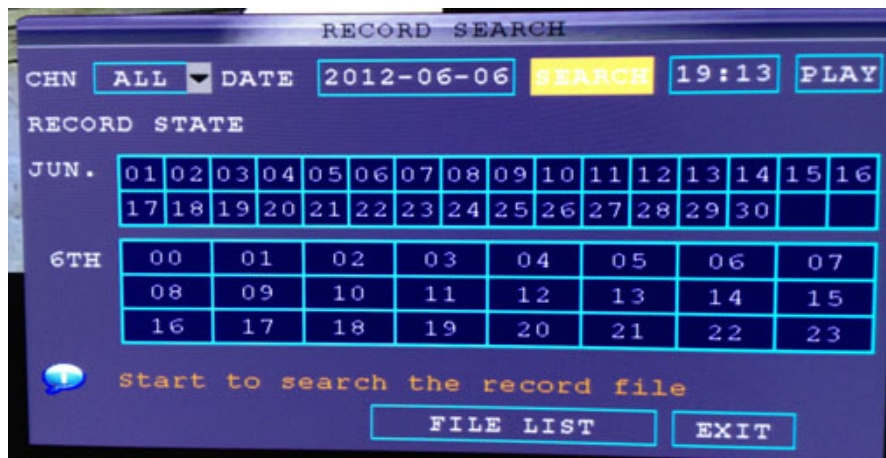 RECORD SEARCH
CHN ALL DATE 2012-06-06 SEARCH 19:13 PLAY
RECORD STATE
JUN. 01 02 03 04 05 06 07 08 09 10 11 12 13 14 15 16
17 18 19 20 21 22 23 24 25 26 27 28 29 30
6TH 00 01 02 03 04 05 06 07
08 09 10 11 12 13 14 15
16 17 18 19 20 21 22 23
Start to search the record file
FILE LIST EXIT